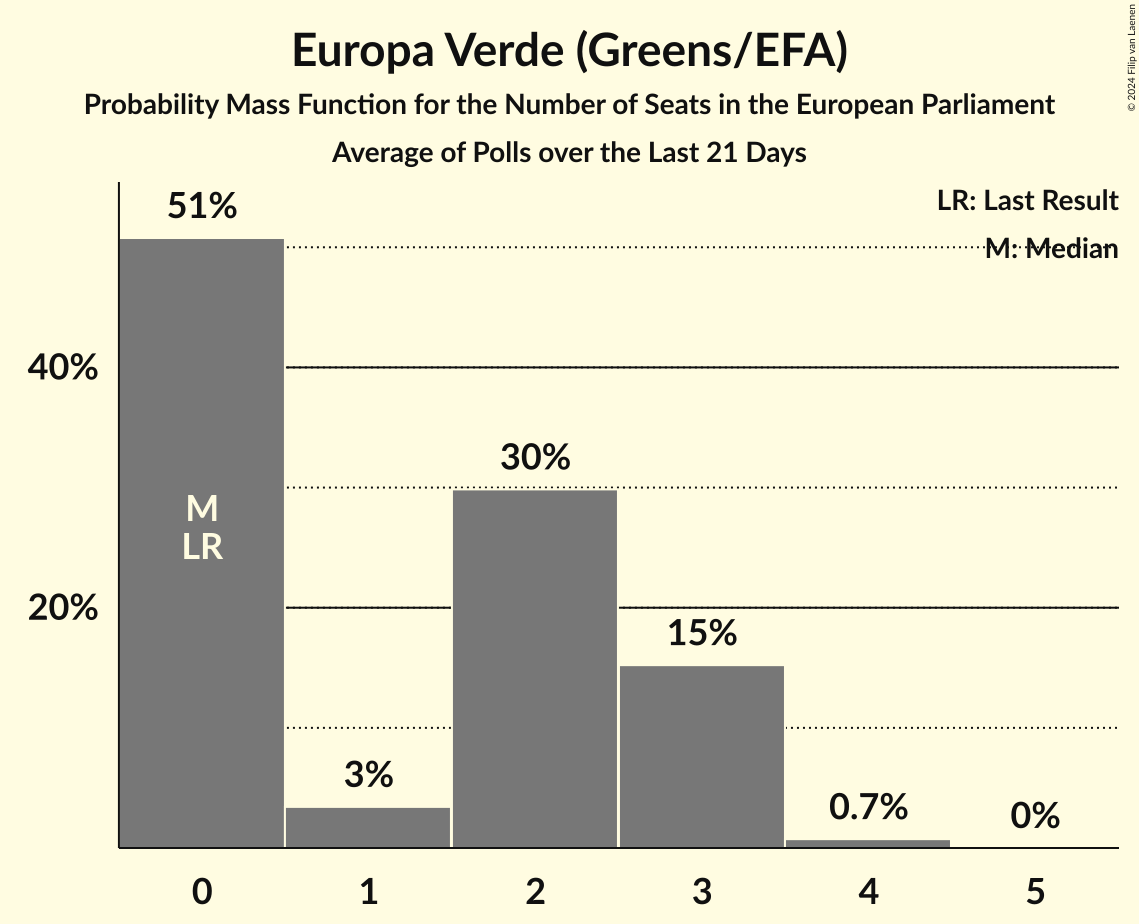 Europa Verde (Greens/EFA)
Probability Mass Function for the Number of Seats in the European Parliament
Average of Polls over the Last 21 Days
© 2024 Filip van Laenen
LR: Last Result
M: Median
51%
40%
30%
20%
15%
3%
0.7%
0%
M
LR
0 1 2 3 4 5